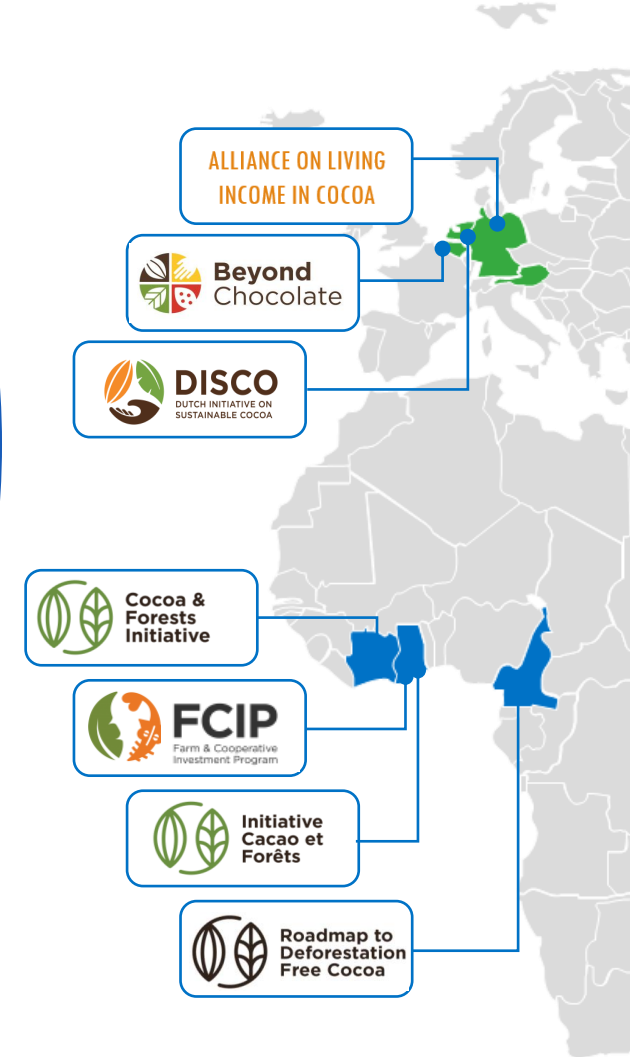 ALLIANCE ON LIVING
INCOME IN COCOA
Beyond
Chocolate
DISCO
DUTCH INITIATIVE ON
SUSTAINABLE COCOA
Cocoa &
Forests
Initiative
FCIP
Farm & Cooperative
Investment Program
Initiative
Cacao et
Forêts
Roadmap to
Deforestation
Free Cocoa